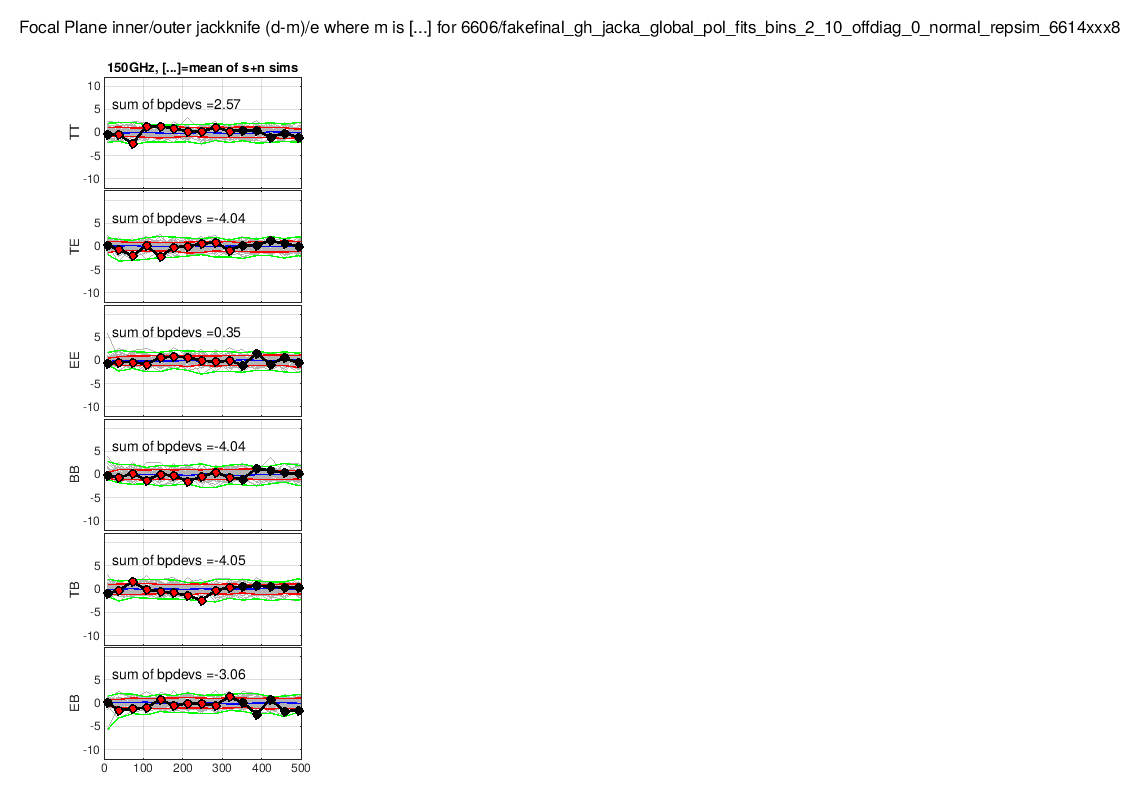 Focal Plane inner/outer jackknife (d-m)/e where m is [...] for 6606/fakefinal_gh_jacka_global_pol_fits_bins_2_10_offdiag_0_normal_repsim_6614xxx8
150GHz, [...]=mean of s+n sims
10
sum of bpdevs =2.57
5
TT
0
-5
-10
sum of bpdevs =-4.04
5
TE
0
-5
-10
sum of bpdevs =0.35
5
EE
0
-5
-10
sum of bpdevs =-4.04
5
BB
0
-5
-10
sum of bpdevs =-4.05
5
TB
0
-5
-10
sum of bpdevs =-3.06
5
EB
0
-5
-10
0 100 200 300 400 500